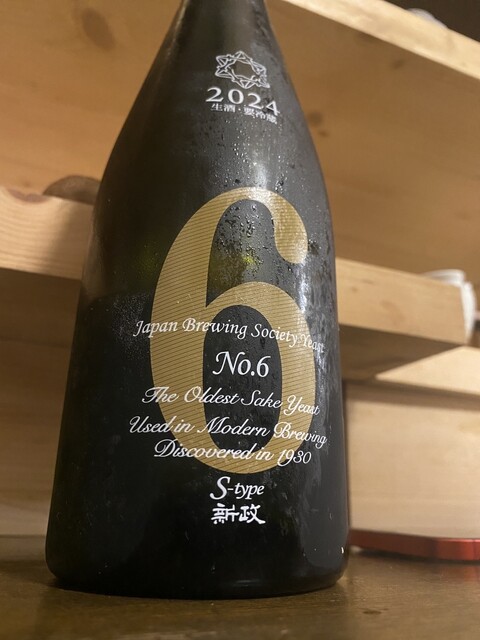 2024
生酒・要冷蔵
6
Japan Brewing Society Yeast
No.6
The Oldest Sake Yeast
Used in Modern Brewing
Discovered in 1930
S-type
新政